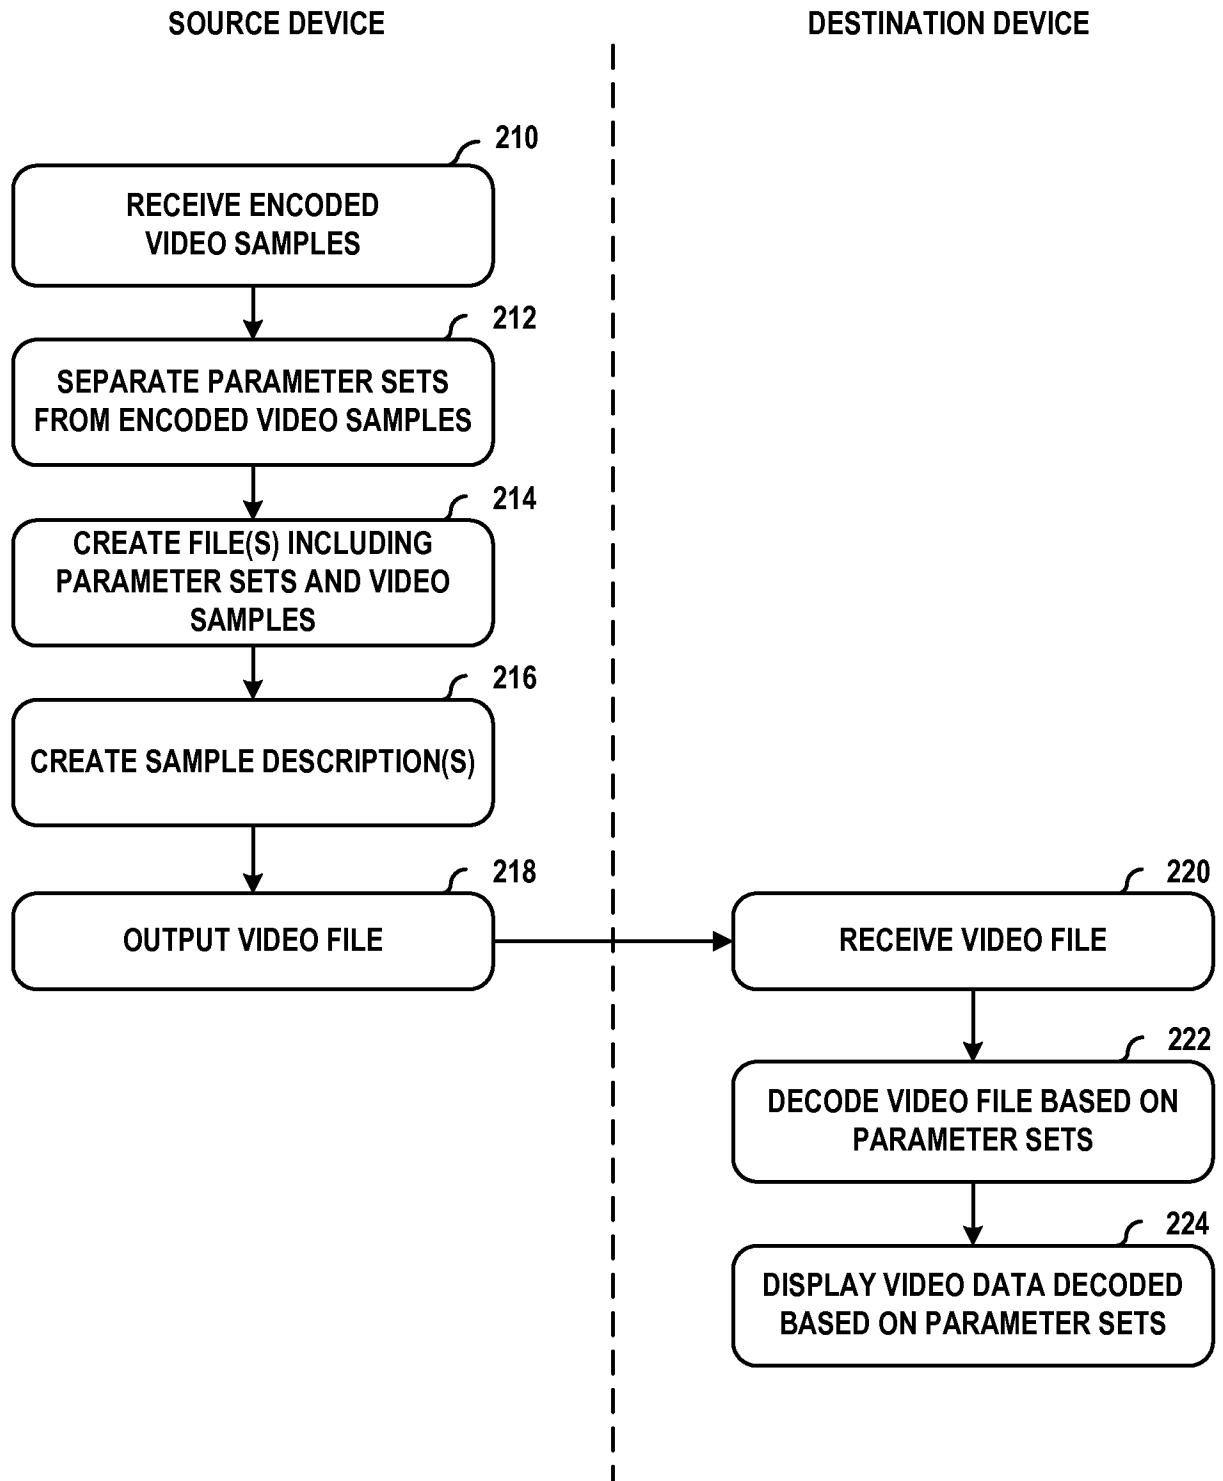 SOURCE DEVICE
DESTINATION DEVICE
210
RECEIVE ENCODED
VIDEO SAMPLES
212
SEPARATE PARAMETER SETS
FROM ENCODED VIDEO SAMPLES
214
CREATE FILE(S) INCLUDING
PARAMETER SETS AND VIDEO
SAMPLES
216
CREATE SAMPLE DESCRIPTION(S)
218
OUTPUT VIDEO FILE
220
RECEIVE VIDEO FILE
222
DECODE VIDEO FILE BASED ON
PARAMETER SETS
224
DISPLAY VIDEO DATA DECODED
BASED ON PARAMETER SETS